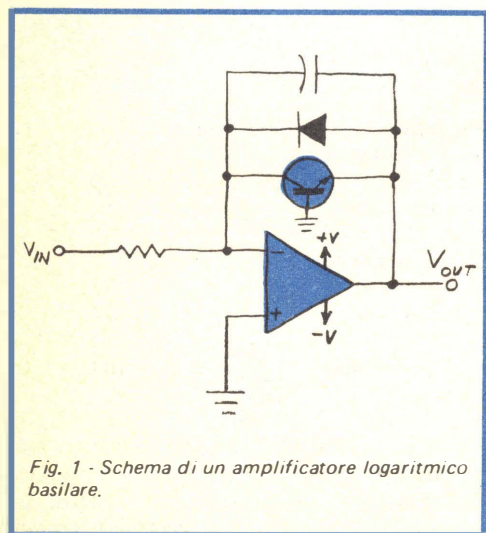 V_IN
-
+
+V
-V
V_OUT
Fig. 1 - Schema di un amplificatore logaritmico
basilare.